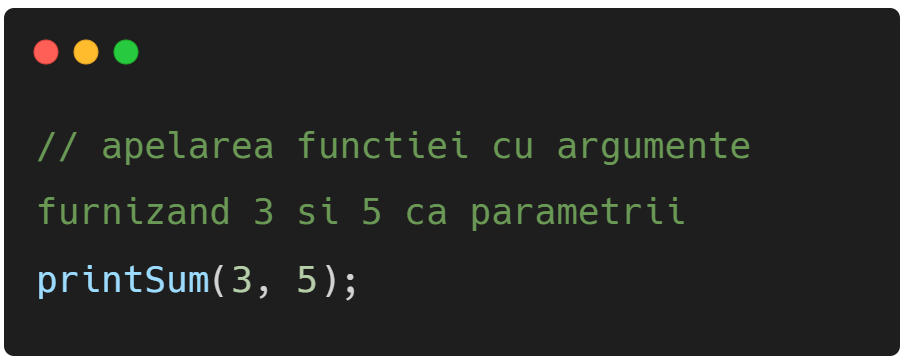 // apelarea functiei cu argumente
furnizand 3 si 5 ca parametrii
printSum(3, 5);